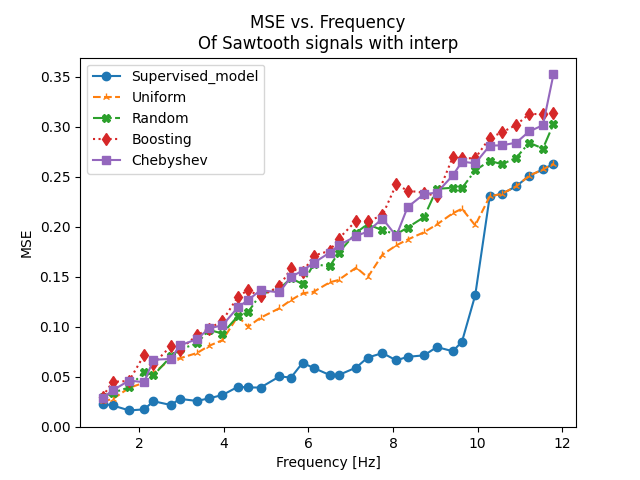 MSE vs. Frequency
Of Sawtooth signals with interp
Supervised_model
Uniform
Random
Boosting
Chebyshev
0.35
0.30
0.25
0.20
0.15
0.10
0.05
0.00
MSE
2 4 6 8 10 12
Frequency [Hz]